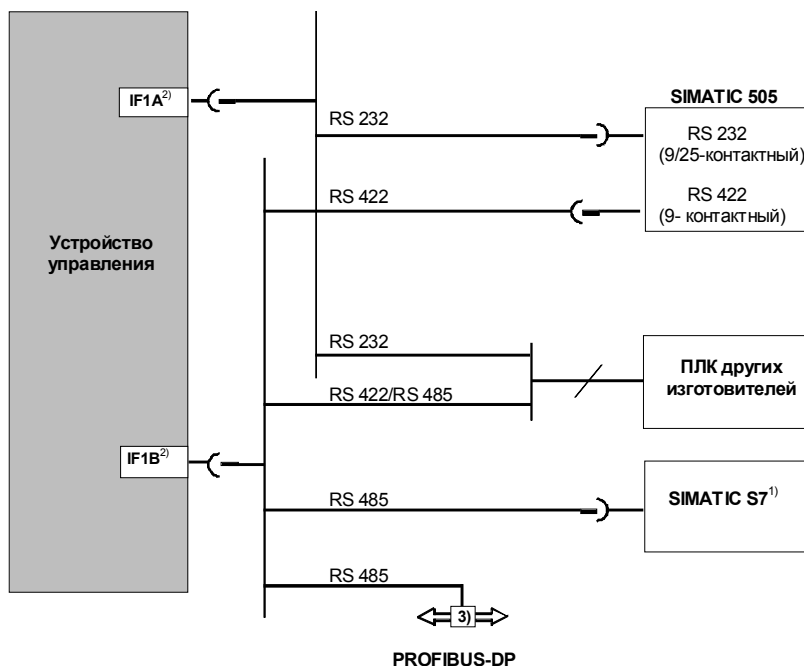 IF1A2)
SIMATIC 505
RS 232
RS 232
(9/25-контактный)
RS 422
RS 422
(9- контактный)
Устройство
управления
RS 232
ПЛК других
изготовителей
RS 422/RS 485
IF1B2)
RS 485
SIMATIC S71)
RS 485
3)
PROFIBUS-DP